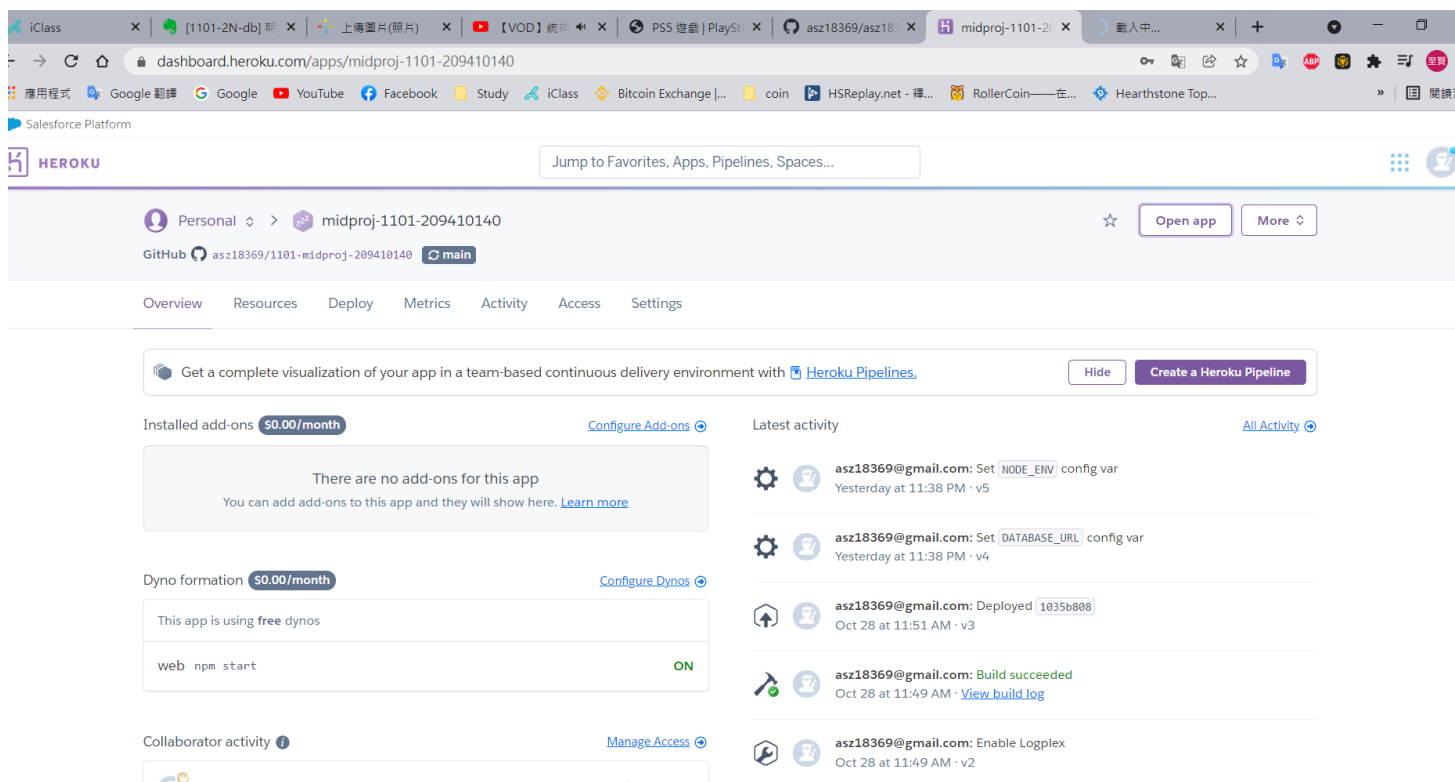 iClass
[1101-2N-db] 期
上傳圖片(照片)
【VOD】統神
PS5 遊戲 | PlaySt
asz18369/asz183
midproj-1101-20
載入中...
dashboard.heroku.com/apps/midproj-1101-209410140
ABP
至賢
應用程式
Google 翻譯
Google
YouTube
Facebook
Study
iClass
Bitcoin Exchange |...
coin
HSReplay.net - 釋...
RollerCoin——在...
Hearthstone Top...
»
Salesforce Platform
HEROKU
Jump to Favorites, Apps, Pipelines, Spaces...
Personal > midproj-1101-209410140
Open app
More
GitHub asz18369/1101-midproj-209410140 main
Overview Resources Deploy Metrics Activity Access Settings
Get a complete visualization of your app in a team-based continuous delivery environment with Heroku Pipelines.
Hide
Create a Heroku Pipeline
Installed add-ons $0.00/month
Configure Add-ons
There are no add-ons for this app
You can add add-ons to this app and they will show here. Learn more
Dyno formation $0.00/month
Configure Dynos
This app is using free dynos
web npm start ON
Collaborator activity
Manage Access
Latest activity
All Activity
asz18369@gmail.com: Set NODE_ENV config var
Yesterday at 11:38 PM · v5
asz18369@gmail.com: Set DATABASE_URL config var
Yesterday at 11:38 PM · v4
asz18369@gmail.com: Deployed 1035b808
Oct 28 at 11:51 AM · v3
asz18369@gmail.com: Build succeeded
Oct 28 at 11:49 AM · View build log
asz18369@gmail.com: Enable Logplex
Oct 28 at 11:49 AM · v2